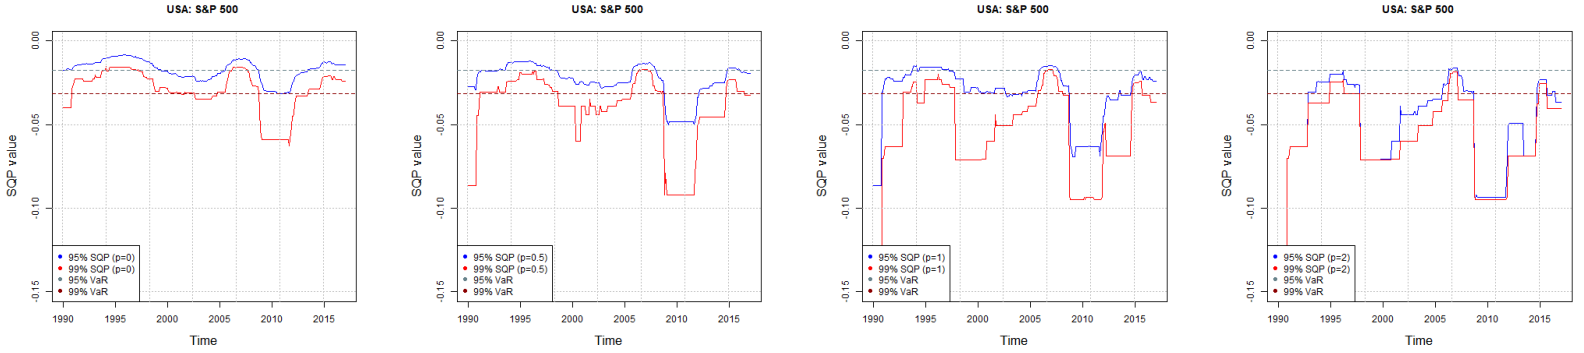 USA: S&P 500
SQP value
0.00
-0.05
-0.10
-0.15
95% SQP (p=0)
99% SQP (p=0)
95% VaR
99% VaR
1990 1995 2000 2005 2010 2015
Time
USA: S&P 500
SQP value
0.00
-0.05
-0.10
-0.15
95% SQP (p=0.5)
99% SQP (p=0.5)
95% VaR
99% VaR
1990 1995 2000 2005 2010 2015
Time
USA: S&P 500
SQP value
0.00
-0.05
-0.10
-0.15
95% SQP (p=1)
99% SQP (p=1)
95% VaR
99% VaR
1990 1995 2000 2005 2010 2015
Time
USA: S&P 500
SQP value
0.00
-0.05
-0.10
-0.15
95% SQP (p=2)
99% SQP (p=2)
95% VaR
99% VaR
1990 1995 2000 2005 2010 2015
Time